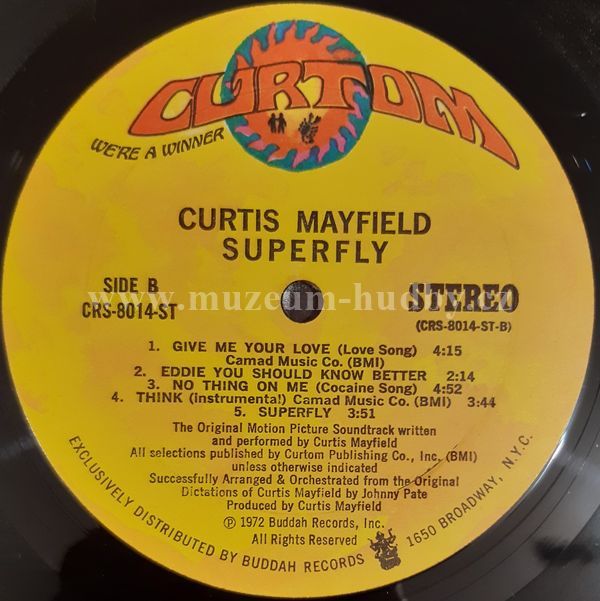 CURTOM
WE'RE A WINNER
CURTIS MAYFIELD
SUPERFLY
SIDE B
CRS-8014-ST
STEREO
(CRS-8014-ST-B)
www.muzeum-hudby.cz
1. GIVE ME YOUR LOVE (Love Song) 4:15
Camad Music Co. (BMI)
2. EDDIE YOU SHOULD KNOW BETTER 2:14
3. NO THING ON ME (Cocaine Song) 4:52
4. THINK (Instrumental) Camad Music Co. (BMI) 3:44
5. SUPERFLY 3:51
The Original Motion Picture Soundtrack written
and performed by Curtis Mayfield
All selections published by Curtom Publishing Co., Inc. (BMI)
unless otherwise indicated
Successfully Arranged & Orchestrated from the Original
Dictations of Curtis Mayfield by Johnny Pate
Produced by Curtis Mayfield
℗ 1972 Buddah Records, Inc.
All Rights Reserved
EXCLUSIVELY DISTRIBUTED BY BUDDAH RECORDS 1650 BROADWAY, N.Y.C.